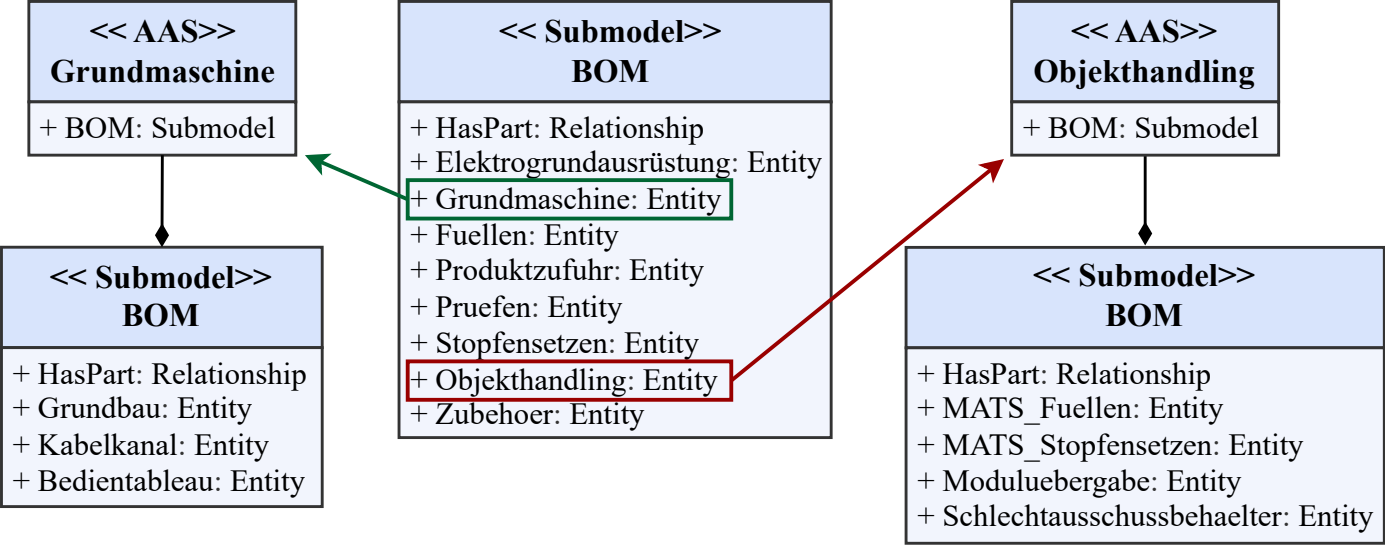 << AAS>>
Grundmaschine
+ BOM: Submodel
<< Submodel>>
BOM
+ HasPart: Relationship
+ Grundbau: Entity
+ Kabelkanal: Entity
+ Bedientableau: Entity
<< Submodel>>
BOM
+ HasPart: Relationship
+ Elektrogrundausrüstung: Entity
+ Grundmaschine: Entity
+ Fuellen: Entity
+ Produktzufuhr: Entity
+ Pruefen: Entity
+ Stopfensetzen: Entity
+ Objekthandling: Entity
+ Zubehoer: Entity
<< AAS>>
Objekthandling
+ BOM: Submodel
<< Submodel>>
BOM
+ HasPart: Relationship
+ MATS_Fuellen: Entity
+ MATS_Stopfensetzen: Entity
+ Moduluebergabe: Entity
+ Schlechtausschussbehaelter: Entity